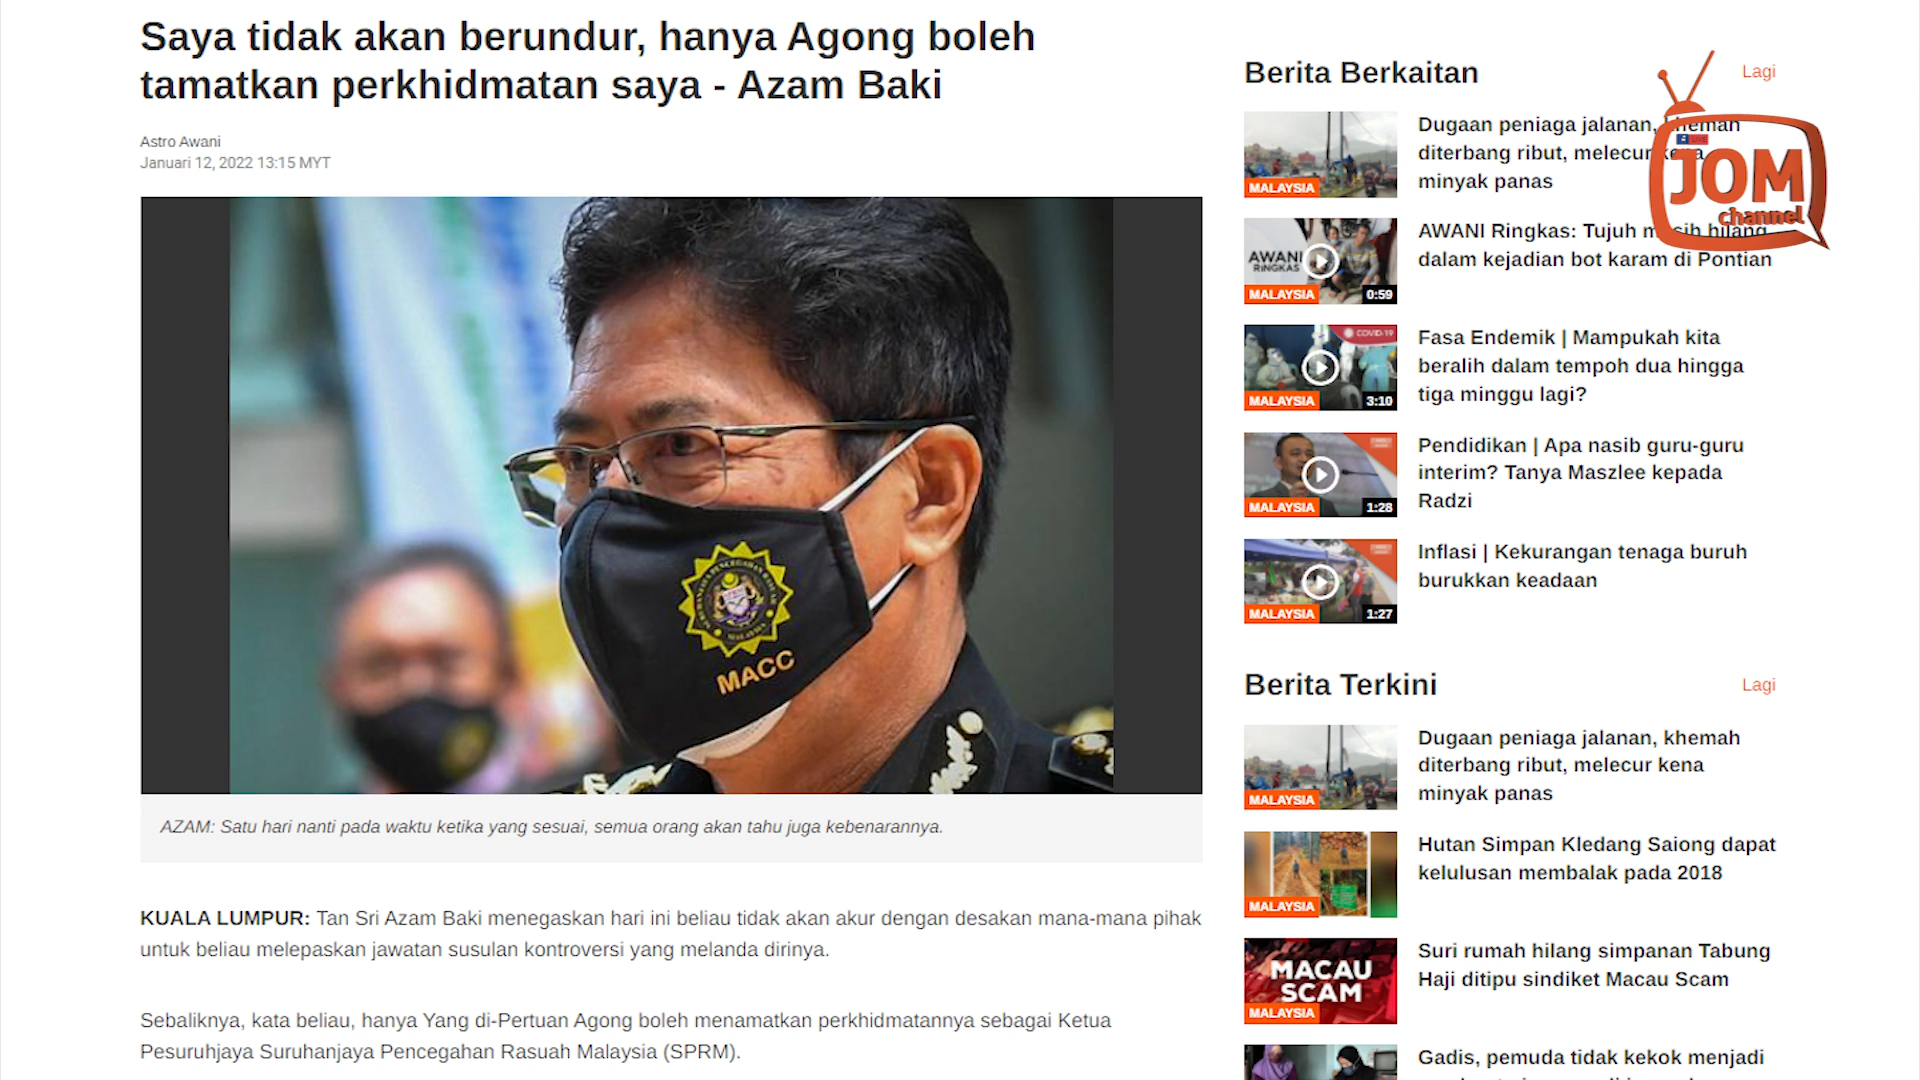 Saya tidak akan berundur, hanya Agong boleh
tamatkan perkhidmatan saya - Azam Baki
Astro Awani
Januari 12, 2022 13:15 MYT
MACC
AZAM: Satu hari nanti pada waktu ketika yang sesuai, semua orang akan tahu juga kebenarannya.
KUALA LUMPUR: Tan Sri Azam Baki menegaskan hari ini beliau tidak akan akur dengan desakan mana-mana pihak
untuk beliau melepaskan jawatan susulan kontroversi yang melanda dirinya.
Sebaliknya, kata beliau, hanya Yang di-Pertuan Agong boleh menamatkan perkhidmatannya sebagai Ketua
Pesuruhjaya Suruhanjaya Pencegahan Rasuah Malaysia (SPRM).
Berita Berkaitan
Lagi
JOM
channel
MALAYSIA
Dugaan peniaga jalanan, khemah
diterbang ribut, melecur kena
minyak panas
AWANI
RINGKAS
MALAYSIA
0:59
AWANI Ringkas: Tujuh masih hilang
dalam kejadian bot karam di Pontian
COVID-19
MALAYSIA
3:10
Fasa Endemik | Mampukah kita
beralih dalam tempoh dua hingga
tiga minggu lagi?
MALAYSIA
1:28
Pendidikan | Apa nasib guru-guru
interim? Tanya Maszlee kepada
Radzi
MALAYSIA
1:27
Inflasi | Kekurangan tenaga buruh
burukkan keadaan
Berita Terkini
Lagi
MALAYSIA
Dugaan peniaga jalanan, khemah
diterbang ribut, melecur kena
minyak panas
MALAYSIA
Hutan Simpan Kledang Saiong dapat
kelulusan membalak pada 2018
MACAU
SCAM
MALAYSIA
Suri rumah hilang simpanan Tabung
Haji ditipu sindiket Macau Scam
Gadis, pemuda tidak kekok menjadi